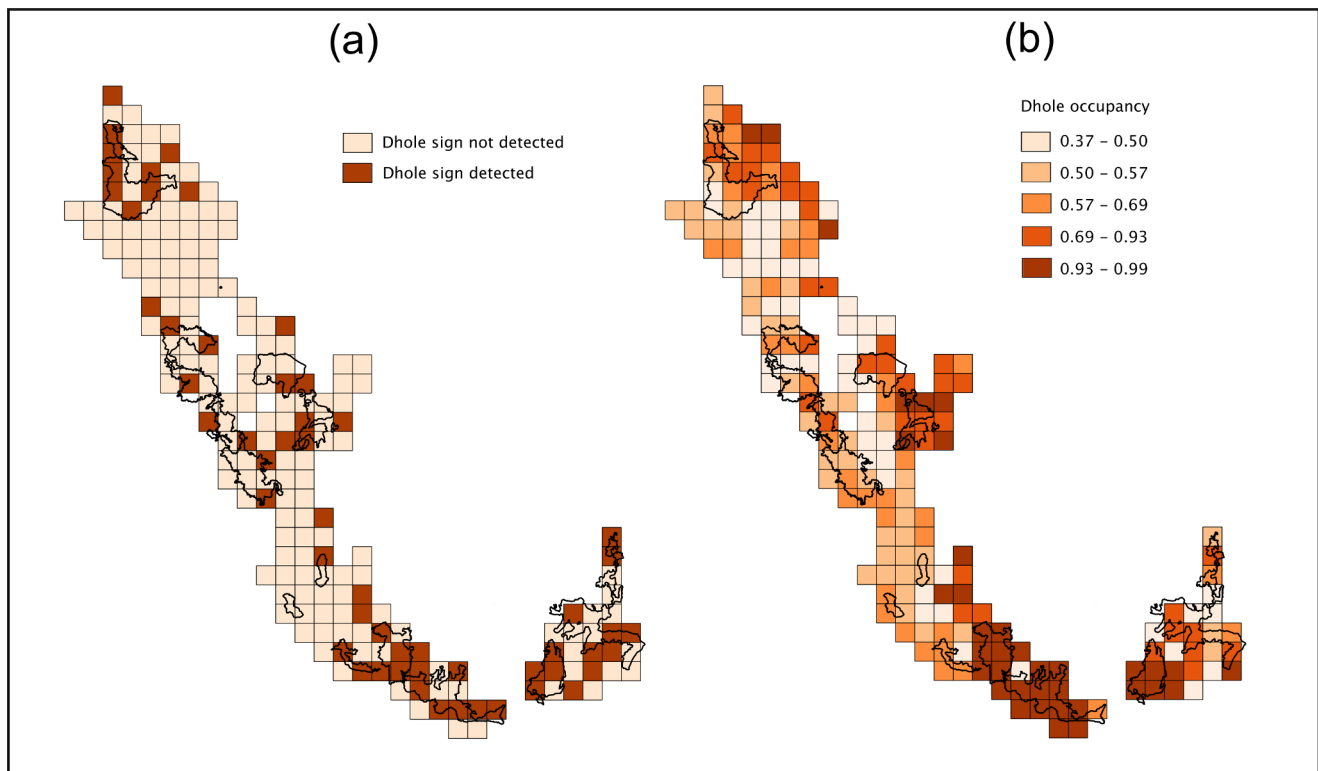 (a)
Dhole sign not detected
Dhole sign detected
(b)
Dhole occupancy
0.37 – 0.50
0.50 – 0.57
0.57 – 0.69
0.69 – 0.93
0.93 – 0.99